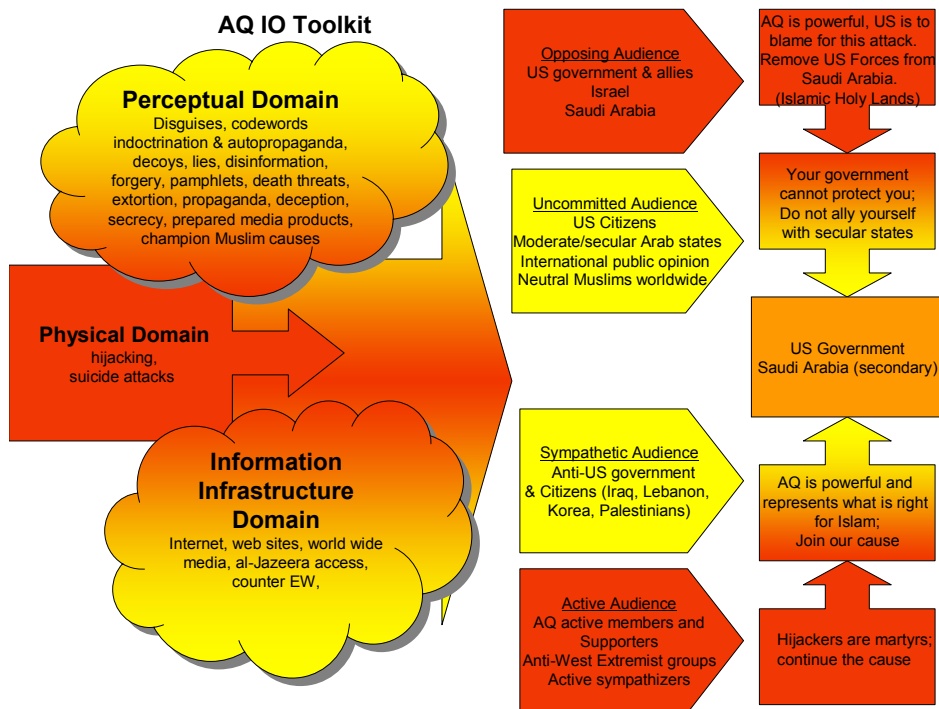 AQ IO Toolkit
Perceptual Domain
Disguises, codewords
indoctrination & autopropaganda,
decoys, lies, disinformation,
forgery, pamphlets, death threats,
extortion, propaganda, deception,
secrecy, prepared media products,
champion Muslim causes
Physical Domain
hijacking,
suicide attacks
Information
Infrastructure
Domain
Internet, web sites, world wide
media, al-Jazeera access,
counter EW,
Opposing Audience
US government & allies
Israel
Saudi Arabia
Uncommitted Audience
US Citizens
Moderate/secular Arab states
International public opinion
Neutral Muslims worldwide
Sympathetic Audience
Anti-US government
& Citizens (Iraq, Lebanon,
Korea, Palestinians)
Active Audience
AQ active members and
Supporters
Anti-West Extremist groups
Active sympathizers
AQ is powerful, US is to
blame for this attack.
Remove US Forces from
Saudi Arabia.
(Islamic Holy Lands)
Your government
cannot protect you;
Do not ally yourself
with secular states
US Government
Saudi Arabia (secondary)
AQ is powerful and
represents what is right
for Islam;
Join our cause
Hijackers are martyrs;
continue the cause